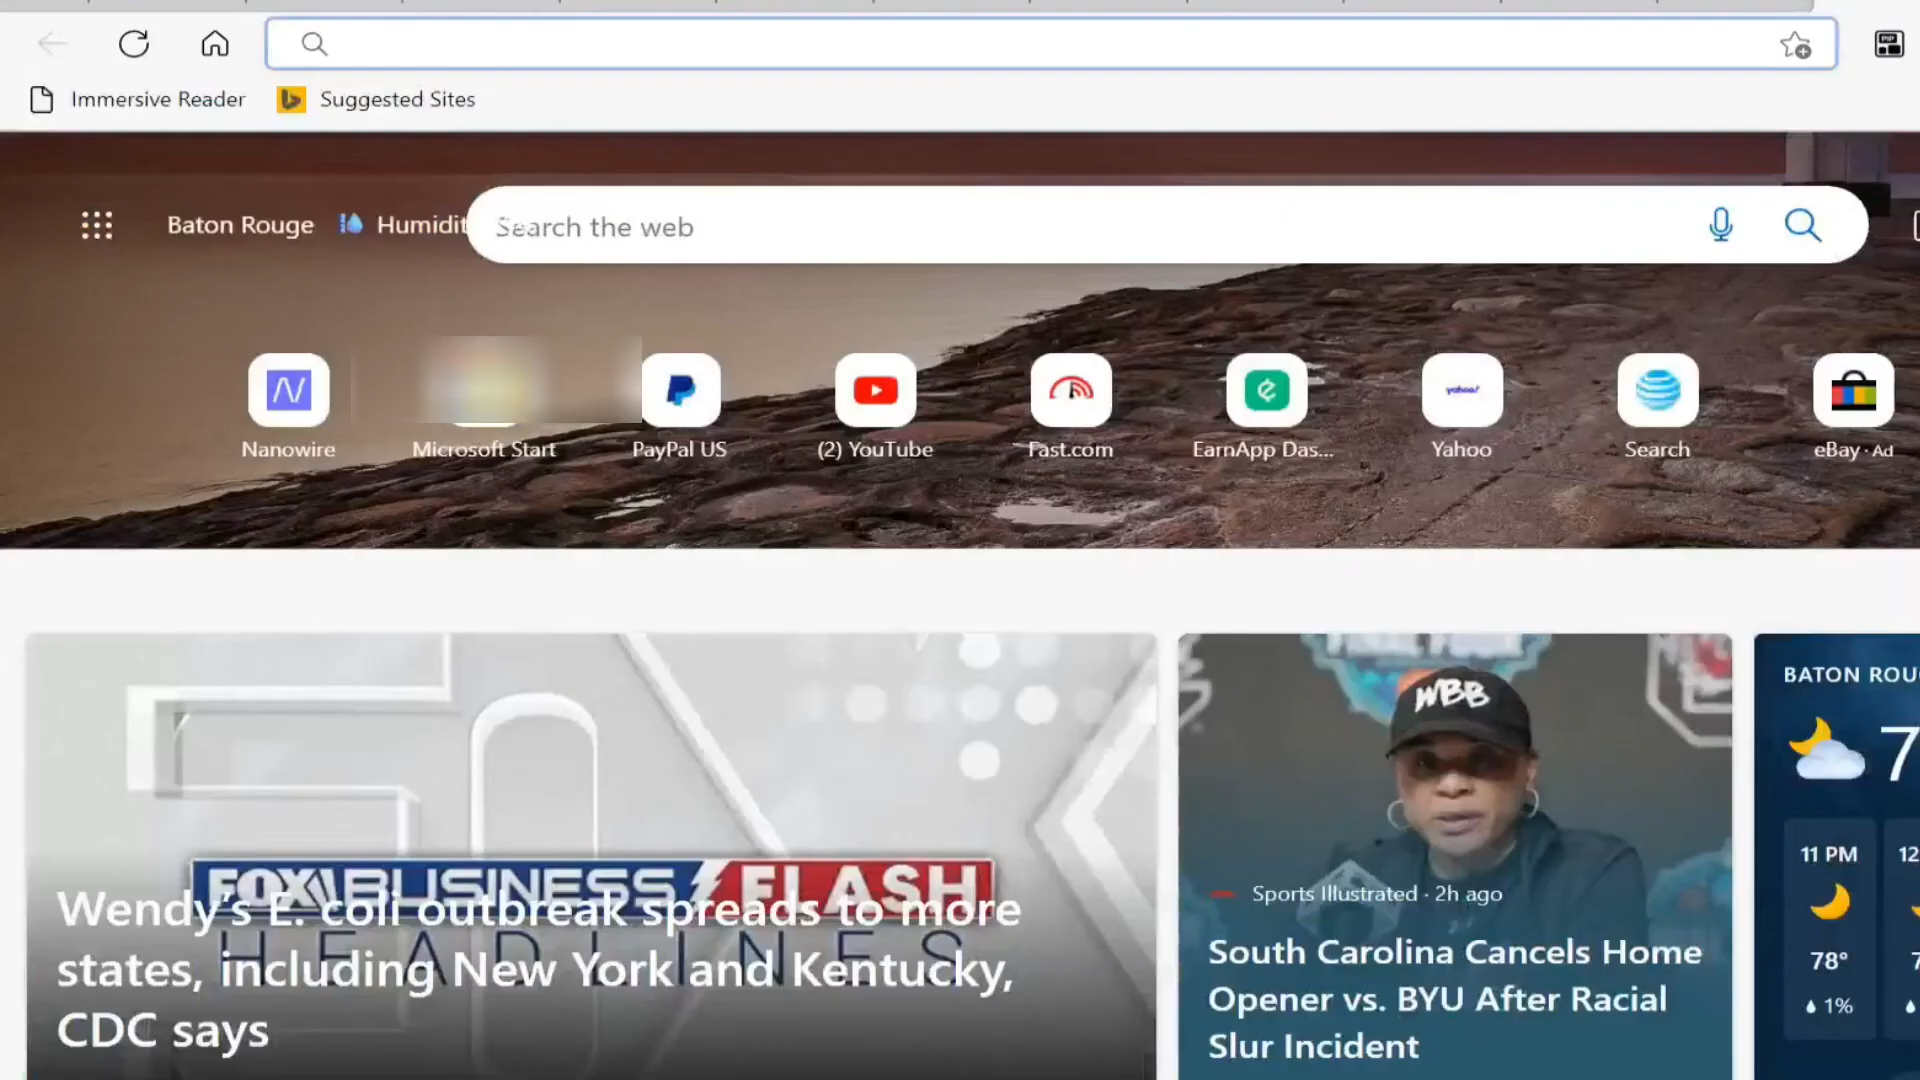 Immersive Reader
Suggested Sites
Baton Rouge
Humidit
Search the web
Nanowire
Microsoft Start
PayPal US
(2) YouTube
Fast.com
EarnApp Das...
yahoo!
Yahoo
Search
eBay · Ad
WBB
BATON ROU
7
FOX BUSINESS FLASH
HEADLINES
Wendy's E. coli outbreak spreads to more
states, including New York and Kentucky,
CDC says
Sports Illustrated · 2h ago
South Carolina Cancels Home
Opener vs. BYU After Racial
Slur Incident
11 PM
12
78°
7
1%